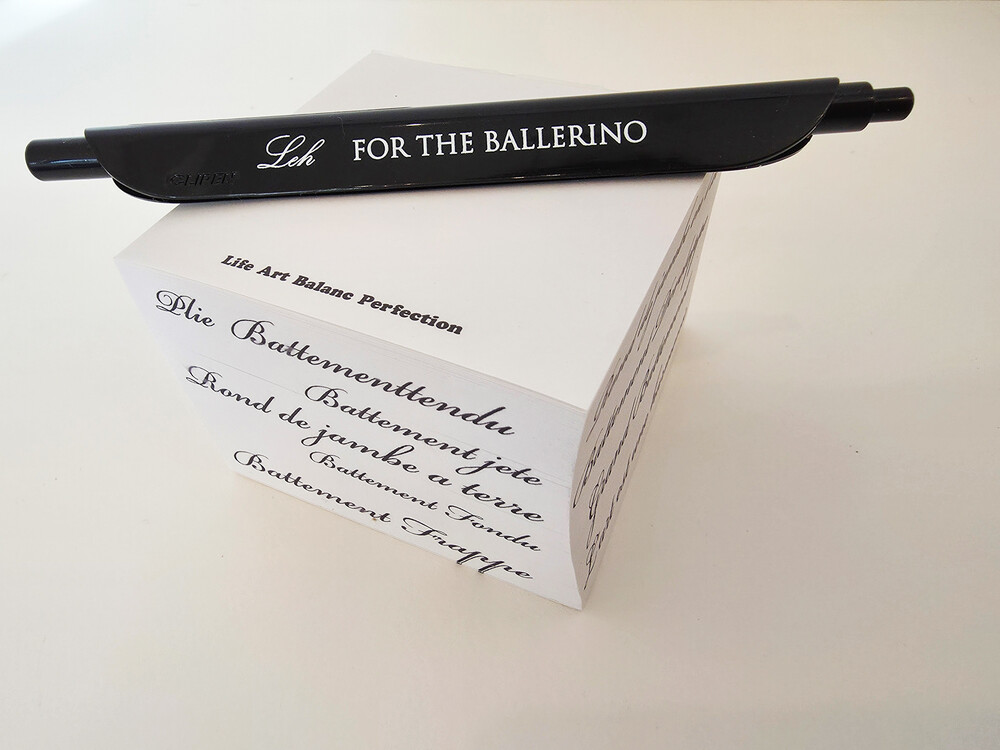 Leh FOR THE BALLERINO
Life Art Balanc Perfection
Plie Battementtendu
Battement jete
Rond de jambe a terre
Battement Fondu
Battement Frappe